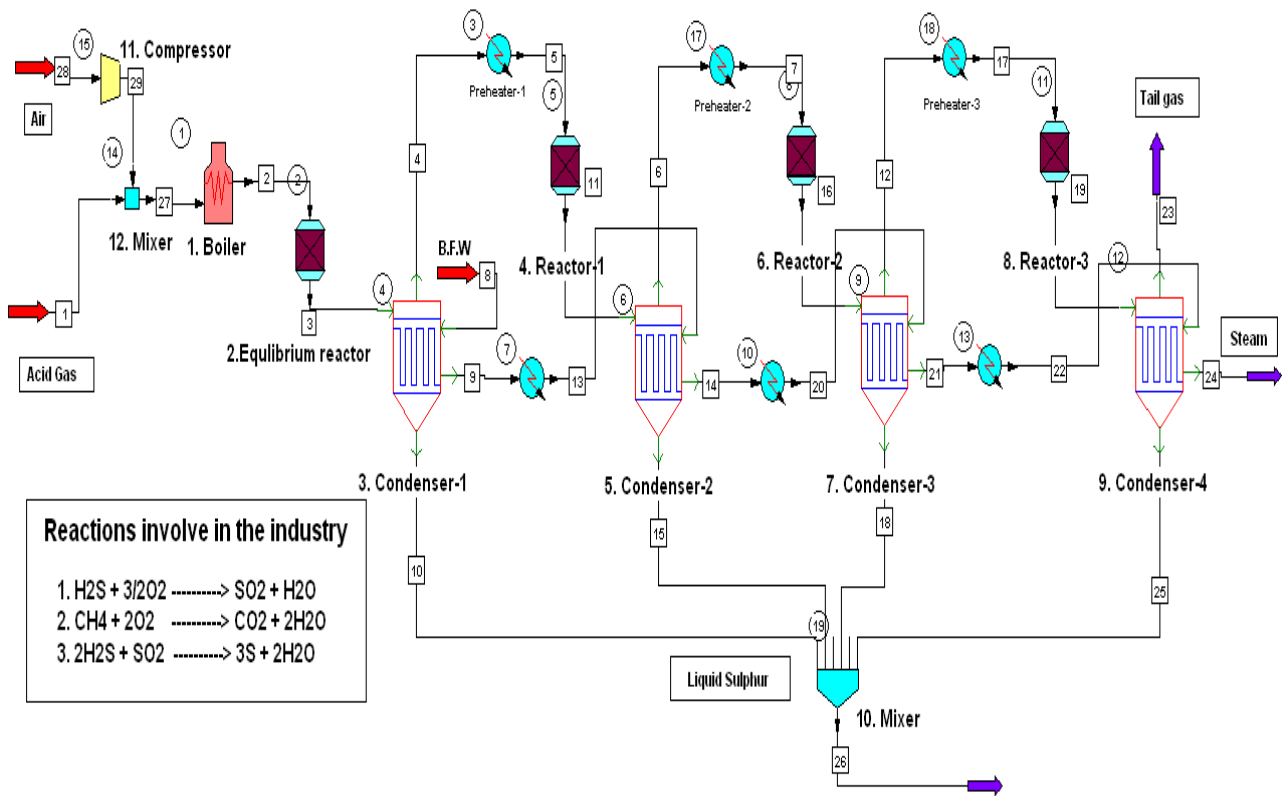 3
5
17
7
18
17
15
11. Compressor
28
29
Air
Preheater-1
Preheater-2
Preheater-3
5
8
11
Tail gas
1
14
4
6
12
2
2
11
16
19
27
12. Mixer
1. Boiler
23
B.F.W
8
4. Reactor-1
6. Reactor-2
8. Reactor-3
12
1
3
4
6
9
2.Equlibrium reactor
Acid Gas
7
9
13
10
14
20
13
21
22
24
Steam
3. Condenser-1
5. Condenser-2
7. Condenser-3
9. Condenser-4
Reactions involve in the industry
1. H2S + 3/2O2 ----------> SO2 + H2O
2. CH4 + 2O2 ----------> CO2 + 2H2O
3. 2H2S + SO2 ----------> 3S + 2H2O
10
15
18
25
19
Liquid Sulphur
10. Mixer
26